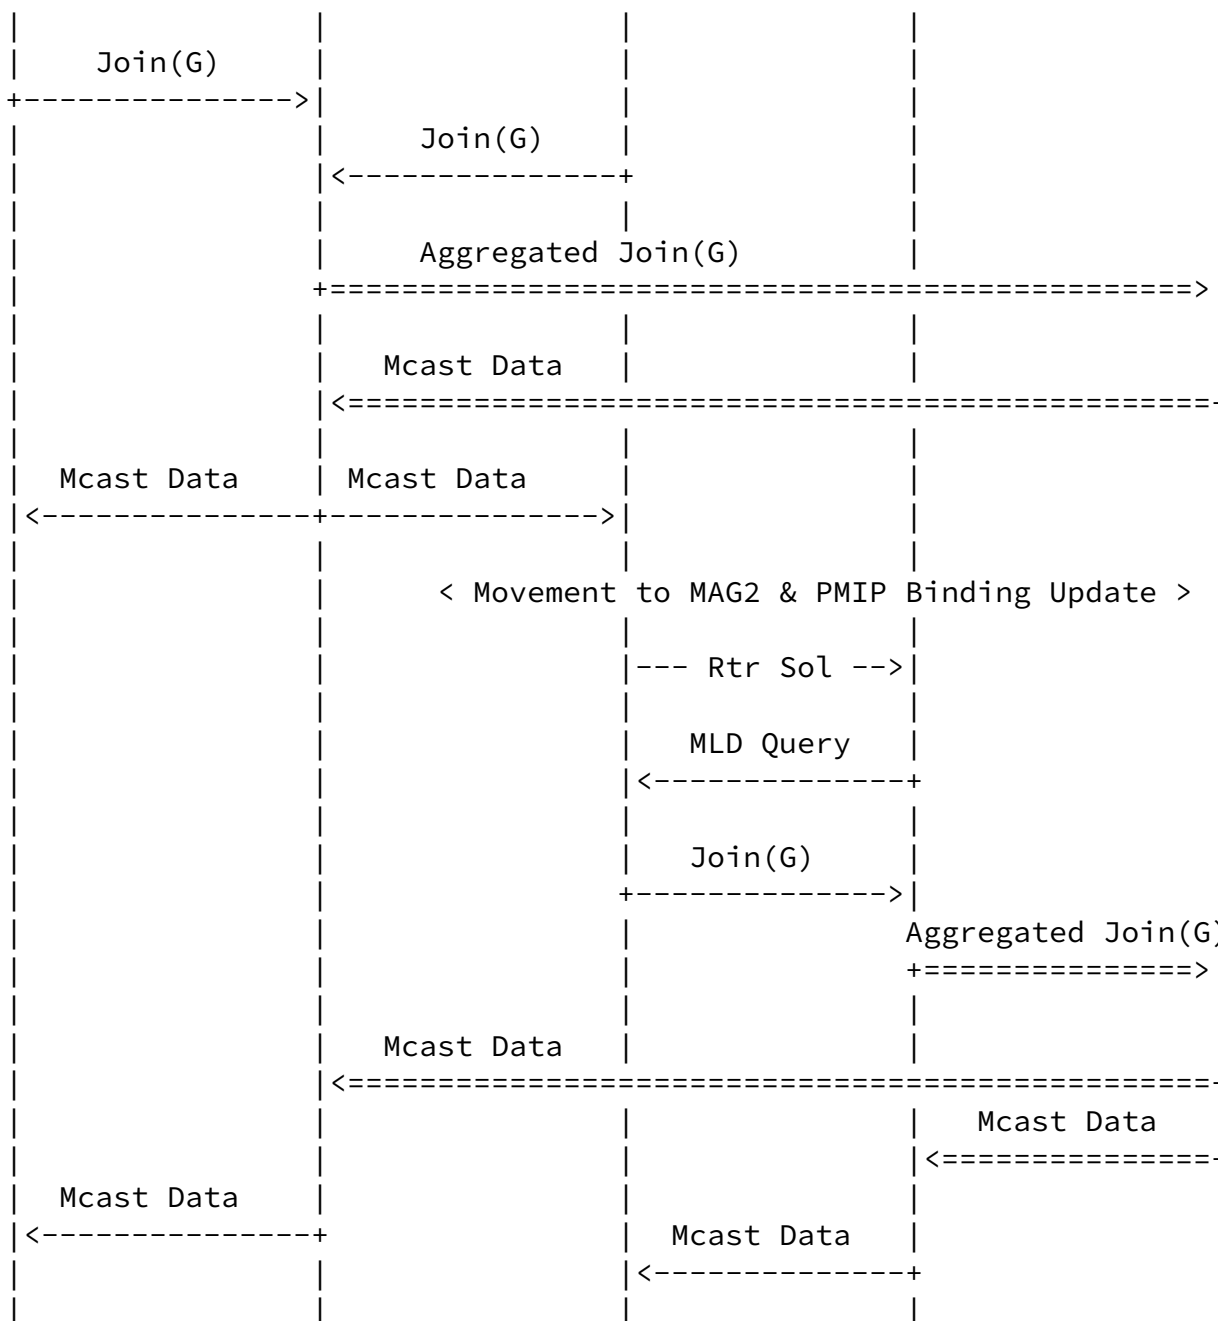 Join(G)
Join(G)
Aggregated Join(G)
Mcast Data
Mcast Data Mcast Data
< Movement to MAG2 & PMIP Binding Update >
--- Rtr Sol -->
MLD Query
Join(G)
Aggregated Join(G)
Mcast Data
Mcast Data
Mcast Data
Mcast Data